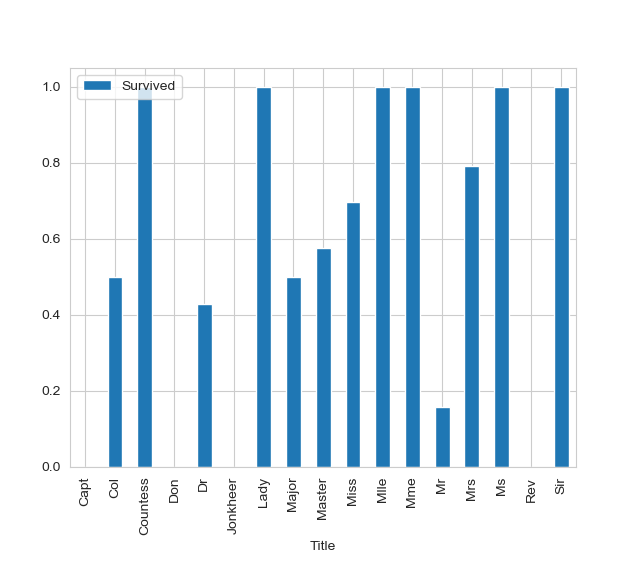 Survived
1.0
0.8
0.6
0.4
0.2
0.0
Capt
Col
Countess
Don
Dr
Jonkheer
Lady
Major
Master
Miss
Mlle
Mme
Mr
Mrs
Ms
Rev
Sir
Title